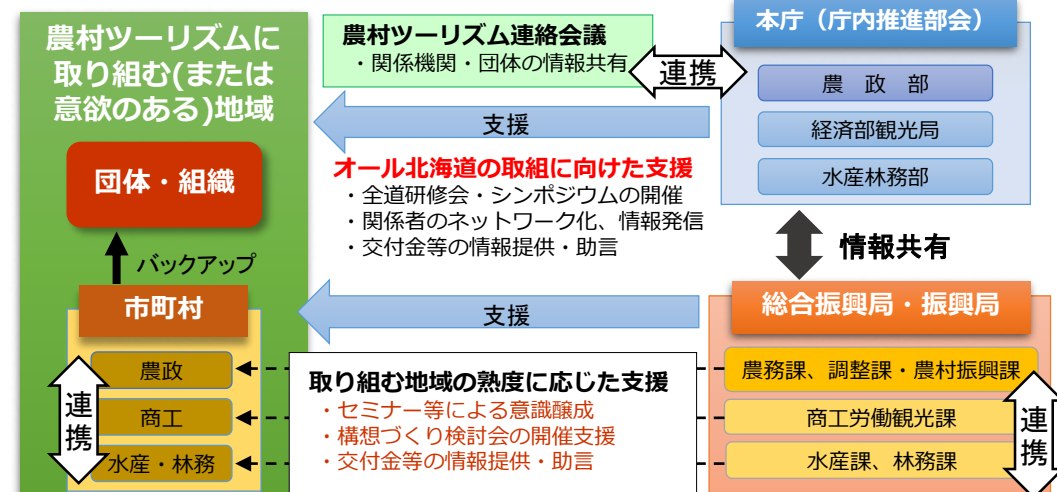 農村ツーリズムに
取り組む(または
意欲のある)地域
団体・組織
バックアップ
市町村
農政
商工
水産・林務
連
携
農村ツーリズム連絡会議
・関係機関・団体の情報共有
連携
支援
オール北海道の取組に向けた支援
・全道研修会・シンポジウムの開催
・関係者のネットワーク化、情報発信
・交付金等の情報提供・助言
支援
取り組む地域の熟度に応じた支援
・セミナー等による意識醸成
・構想づくり検討会の開催支援
・交付金等の情報提供・助言
本庁（庁内推進部会）
農　政　部
経済部観光局
水産林務部
情報共有
総合振興局・振興局
農務課、調整課・農村振興課
商工労働観光課
水産課、林務課
連
携